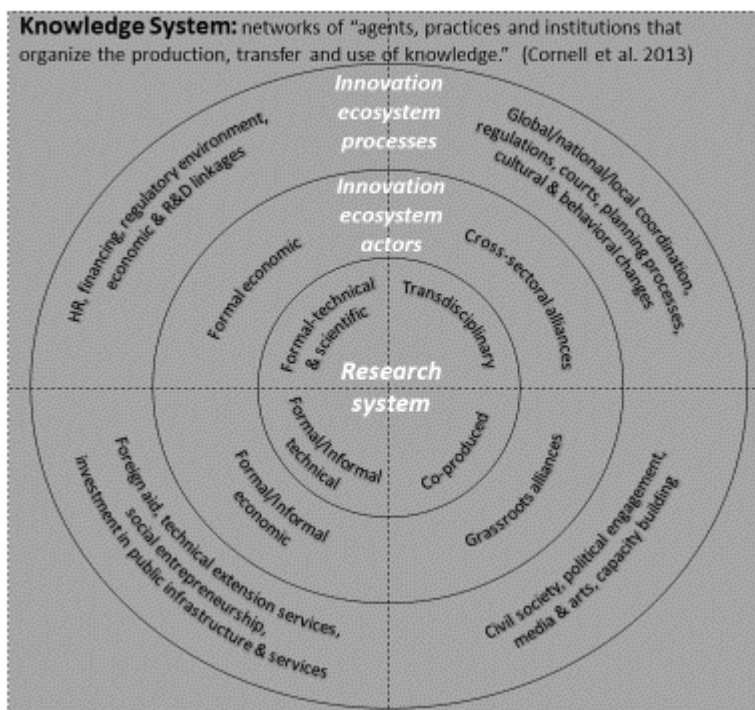 Knowledge System: networks of “agents, practices and institutions that
organize the production, transfer and use of knowledge.” (Cornell et al. 2013)
Innovation
ecosystem
processes
HR, financing, regulatory environment,
economic & R&D linkages
Global/national/local coordination,
regulations, courts, planning processes,
cultural & behavioral changes
Innovation
ecosystem
actors
Formal economic
Cross-sectoral alliances
Formal-technical
& scientific
Transdisciplinary
Research
system
Formal/Informal
technical
Co-produced
Formal/Informal
economic
Grassroots alliances
Foreign aid, technical extension services,
social entrepreneurship,
investment in public infrastructure & services
Civil society, political engagement,
media & arts, capacity building